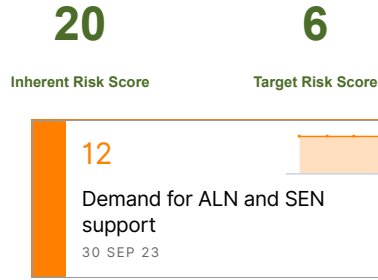 20 6
Inherent Risk Score Target Risk Score
12
Demand for ALN and SEN
support
30 SEP 23